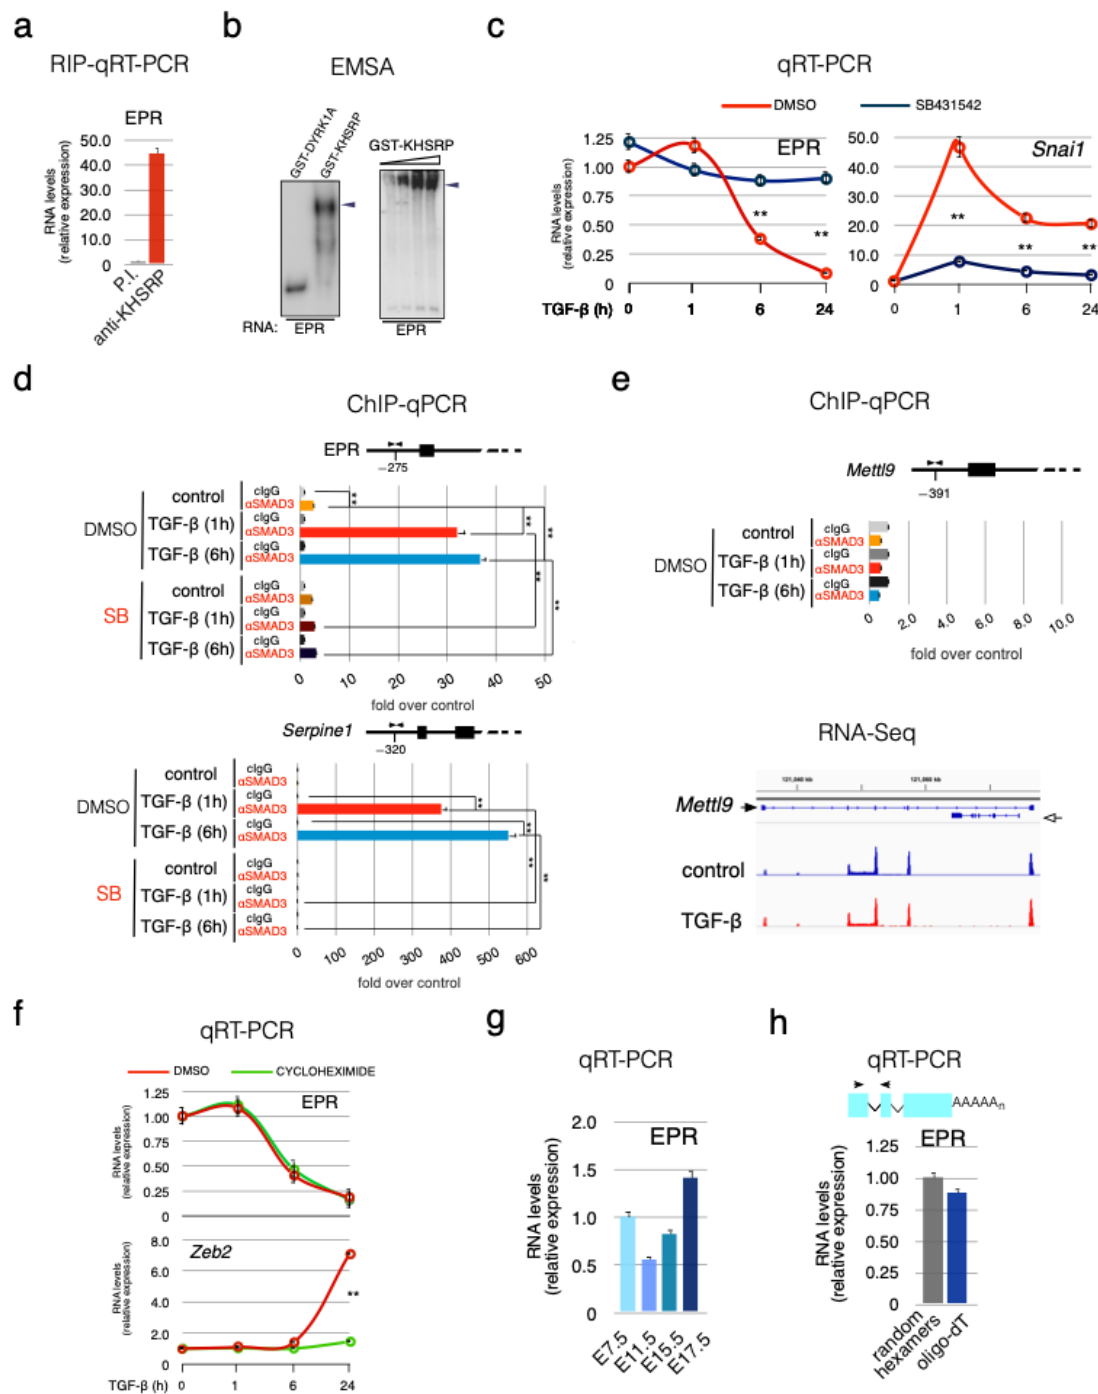 a
RIP-qRT-PCR
EPR
50.0
40.0
30.0
20.0
10.0
0
RNA levels
(relative expression)
P.I.
anti-KHSRP
b
EMSA
GST-DYRK1A
GST-KHSRP
GST-KHSRP
RNA:
EPR
EPR
c
qRT-PCR
DMSO
SB431542
EPR
1.25
1.00
0.75
0.50
0.25
0
RNA levels
(relative expression)
**
**
TGF-β (h)
0
1
6
24
Snai1
50.0
40.0
30.0
20.0
10.0
0
**
**
**
0
1
6
24
d
ChIP-qPCR
EPR
−275
DMSO
control
cIgG
αSMAD3
TGF-β (1h)
cIgG
αSMAD3
TGF-β (6h)
cIgG
αSMAD3
SB
control
cIgG
αSMAD3
TGF-β (1h)
cIgG
αSMAD3
TGF-β (6h)
cIgG
αSMAD3
**
**
**
**
**
0
10
20
30
40
50
fold over control
Serpine1
−320
DMSO
control
cIgG
αSMAD3
TGF-β (1h)
cIgG
αSMAD3
TGF-β (6h)
cIgG
αSMAD3
SB
control
cIgG
αSMAD3
TGF-β (1h)
cIgG
αSMAD3
TGF-β (6h)
cIgG
αSMAD3
**
**
**
**
0
100
200
300
400
500
600
fold over control
e
ChIP-qPCR
Mettl9
−391
DMSO
control
cIgG
αSMAD3
TGF-β (1h)
cIgG
αSMAD3
TGF-β (6h)
cIgG
αSMAD3
0
2.0
4.0
6.0
8.0
10.0
fold over control
RNA-Seq
121,040 kb
121,060 kb
Mettl9
control
TGF-β
f
qRT-PCR
DMSO
CYCLOHEXIMIDE
EPR
1.25
1.00
0.75
0.50
0.25
0
RNA levels
(relative expression)
Zeb2
8.0
6.0
4.0
2.0
0
RNA levels
(relative expression)
**
TGF-β (h)
0
1
6
24
g
qRT-PCR
EPR
2.0
1.5
1.0
0.5
0
RNA levels
(relative expression)
E7.5
E11.5
E15.5
E17.5
h
qRT-PCR
AAAAAn
EPR
1.25
1.00
0.75
0.50
0.25
0
RNA levels
(relative expression)
random
hexamers
oligo-dT